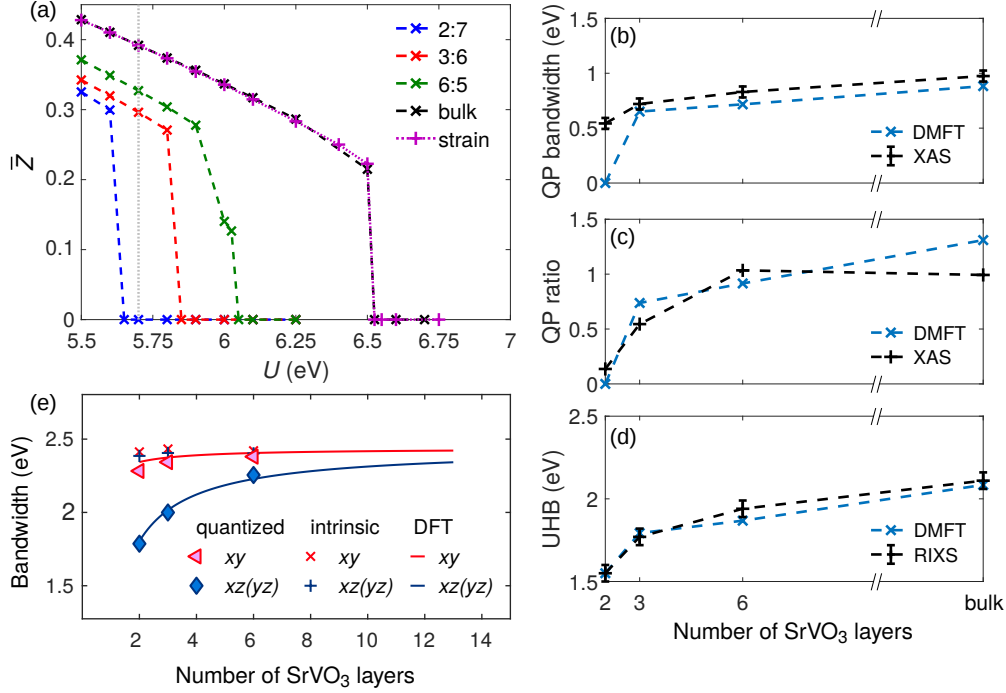 (a)
0.4
0.3
0.2
0.1
0
Z̅
2:7
3:6
6:5
bulk
strain
5.5
5.75
6
6.25
6.5
6.75
7
U (eV)
(b)
QP bandwidth (eV)
1.5
1
0.5
0
DMFT
XAS
(c)
QP ratio
1.5
1
0.5
0
DMFT
XAS
(d)
UHB (eV)
2.5
2
1.5
DMFT
RIXS
2
3
6
bulk
Number of SrVO₃ layers
(e)
Bandwidth (eV)
2.5
2
1.5
quantized
intrinsic
DFT
xy
xy
xy
xz(yz)
xz(yz)
xz(yz)
2
4
6
8
10
12
14
Number of SrVO₃ layers